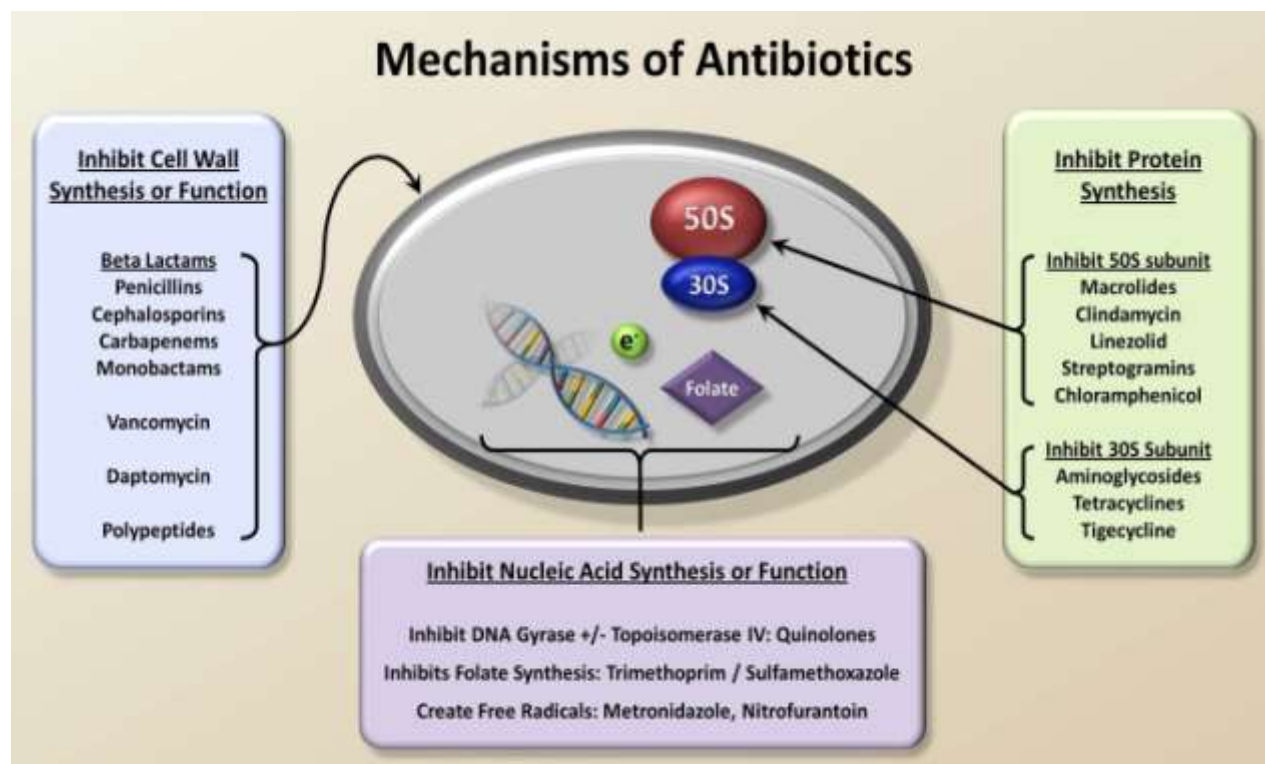 Mechanisms of Antibiotics
Inhibit Cell Wall
Synthesis or Function
Beta Lactams
Penicillins
Cephalosporins
Carbapenems
Monobactams
Vancomycin
Daptomycin
Polypeptides
50S
30S
e-
Folate
Inhibit Protein
Synthesis
Inhibit 50S subunit
Macrolides
Clindamycin
Linezolid
Streptogramins
Chloramphenicol
Inhibit 30S Subunit
Aminoglycosides
Tetracyclines
Tigecycline
Inhibit Nucleic Acid Synthesis or Function
Inhibit DNA Gyrase +/- Topoisomerase IV: Quinolones
Inhibits Folate Synthesis: Trimethoprim / Sulfamethoxazole
Create Free Radicals: Metronidazole, Nitrofurantoin